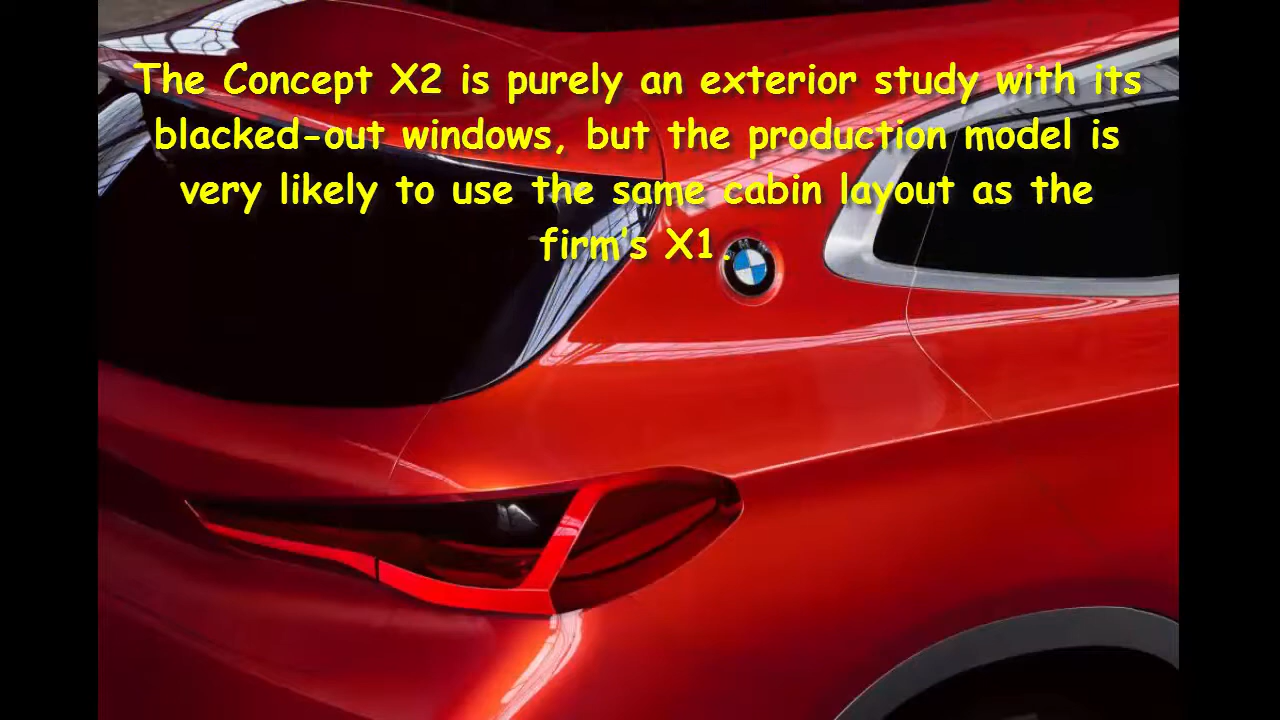 The Concept X2 is purely an exterior study with its
blacked-out windows, but the production model is
very likely to use the same cabin layout as the
firm's X1.
BMW